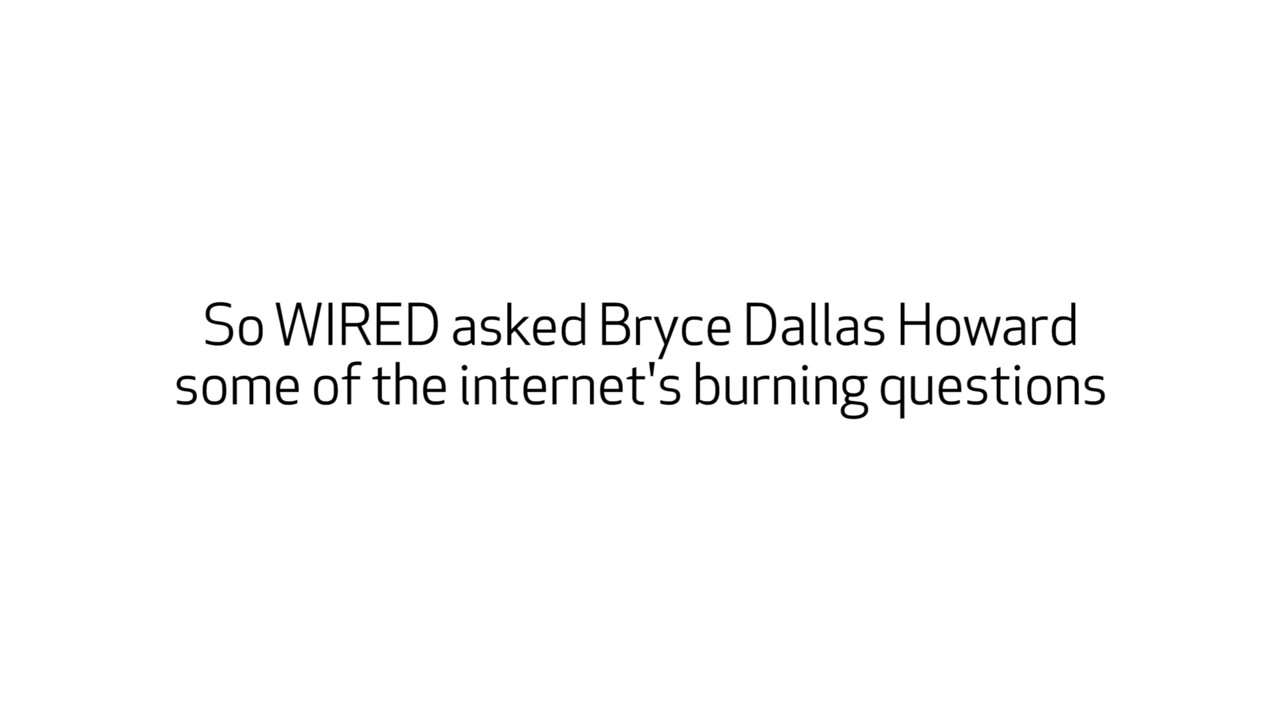 So WIRED asked Bryce Dallas Howard
some of the internet's burning questions